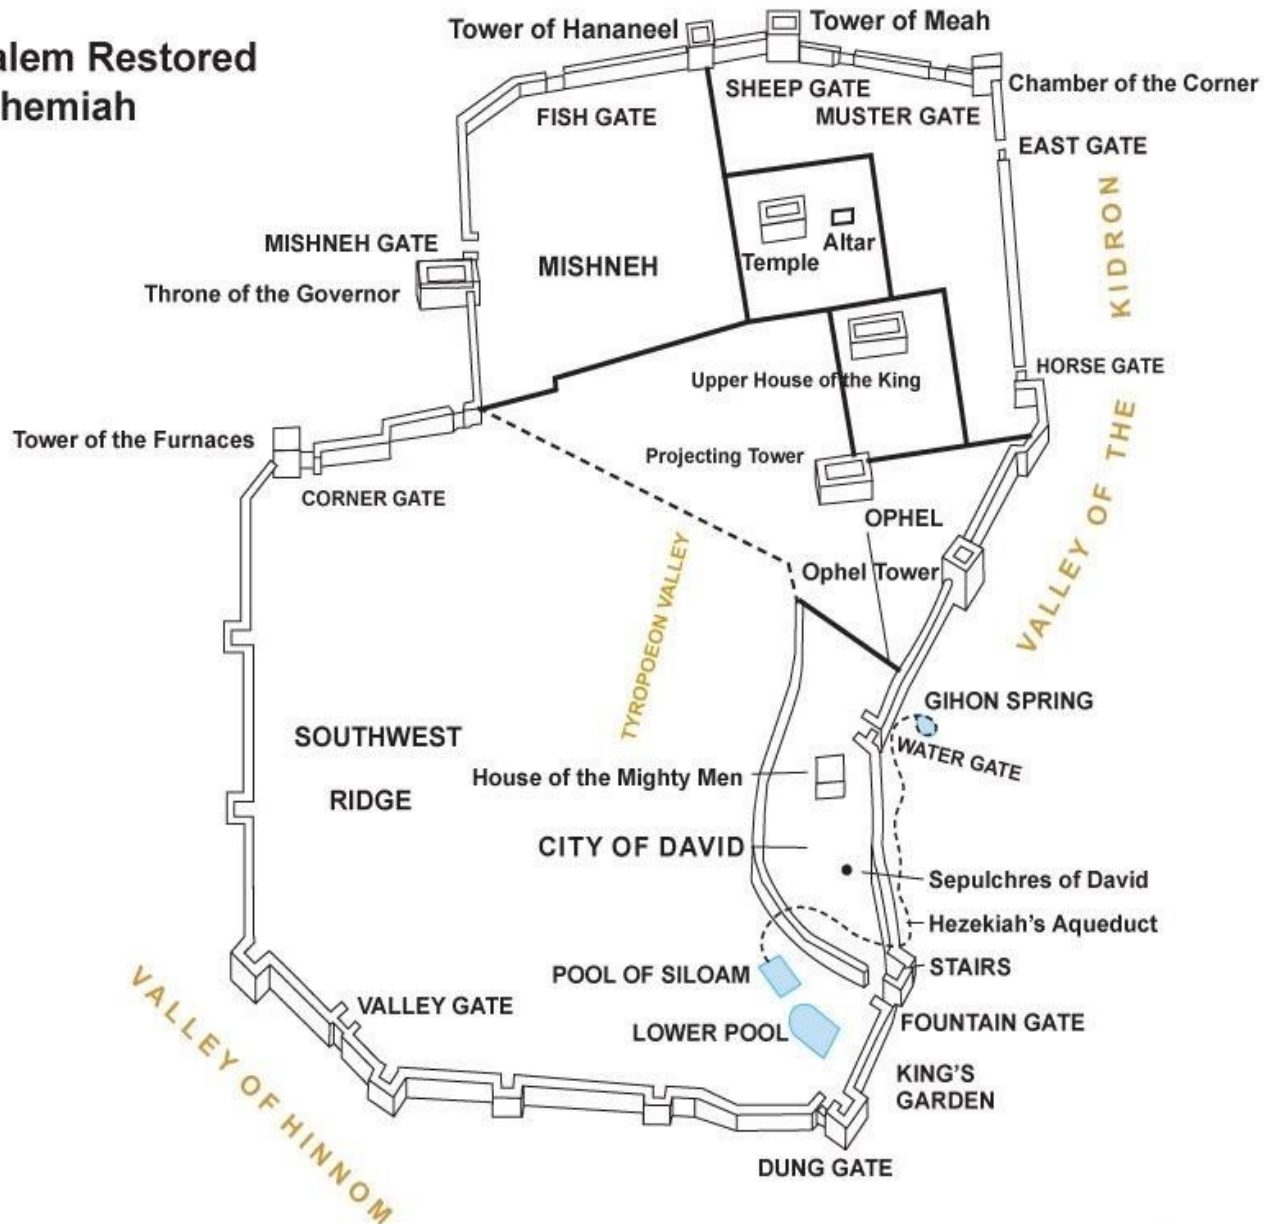 alem Restored
hemiah
Tower of Hananeel
Tower of Meah
SHEEP GATE
Chamber of the Corner
FISH GATE
MUSTER GATE
EAST GATE
KIDRON
MISHNEH GATE
MISHNEH
Temple
Altar
Throne of the Governor
HORSE GATE
Upper House of the King
VALLEY OF THE
Tower of the Furnaces
Projecting Tower
CORNER GATE
OPHEL
TYROPOEON VALLEY
Ophel Tower
GIHON SPRING
SOUTHWEST
RIDGE
WATER GATE
House of the Mighty Men
CITY OF DAVID
Sepulchres of David
Hezekiah's Aqueduct
POOL OF SILOAM
STAIRS
VALLEY GATE
LOWER POOL
FOUNTAIN GATE
VALLEY OF HINNOM
KING'S
GARDEN
DUNG GATE